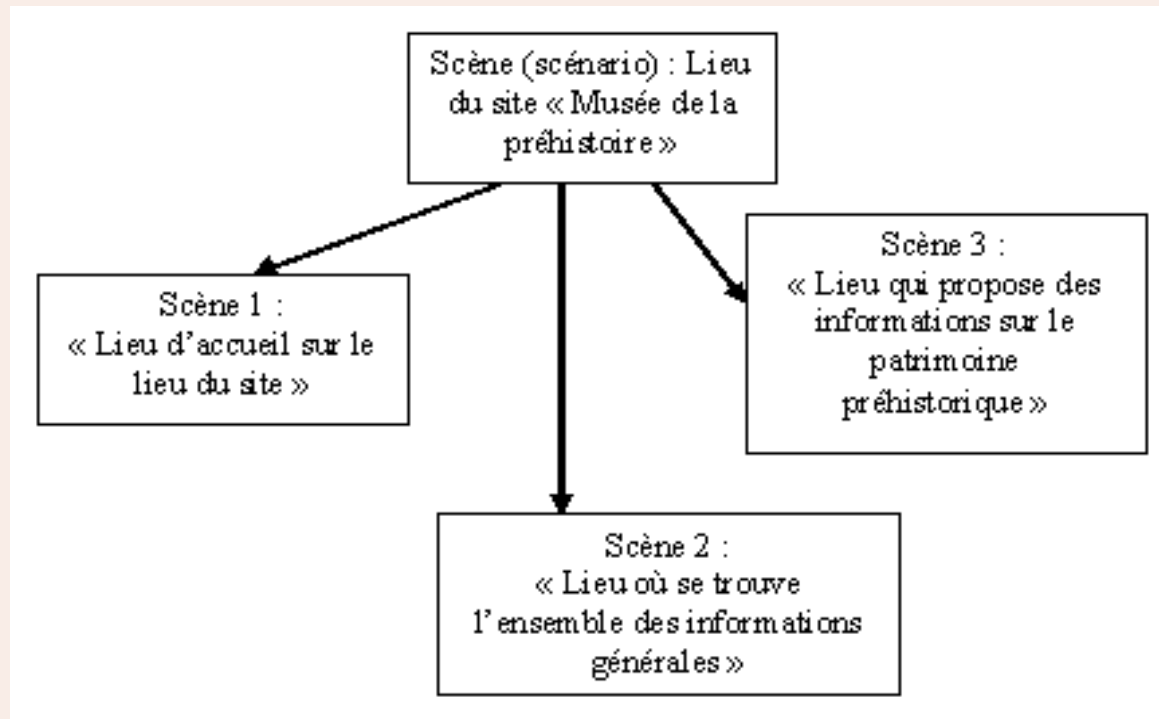 Scène (scénario) : Lieu
du site « Musée de la
préhistoire »
Scène 1 :
« Lieu d’accueil sur le
lieu du site »
Scène 3 :
« Lieu qui propose des
informations sur le
patrimoine
préhistorique »
Scène 2 :
« Lieu où se trouve
l’ensemble des informations
générales »